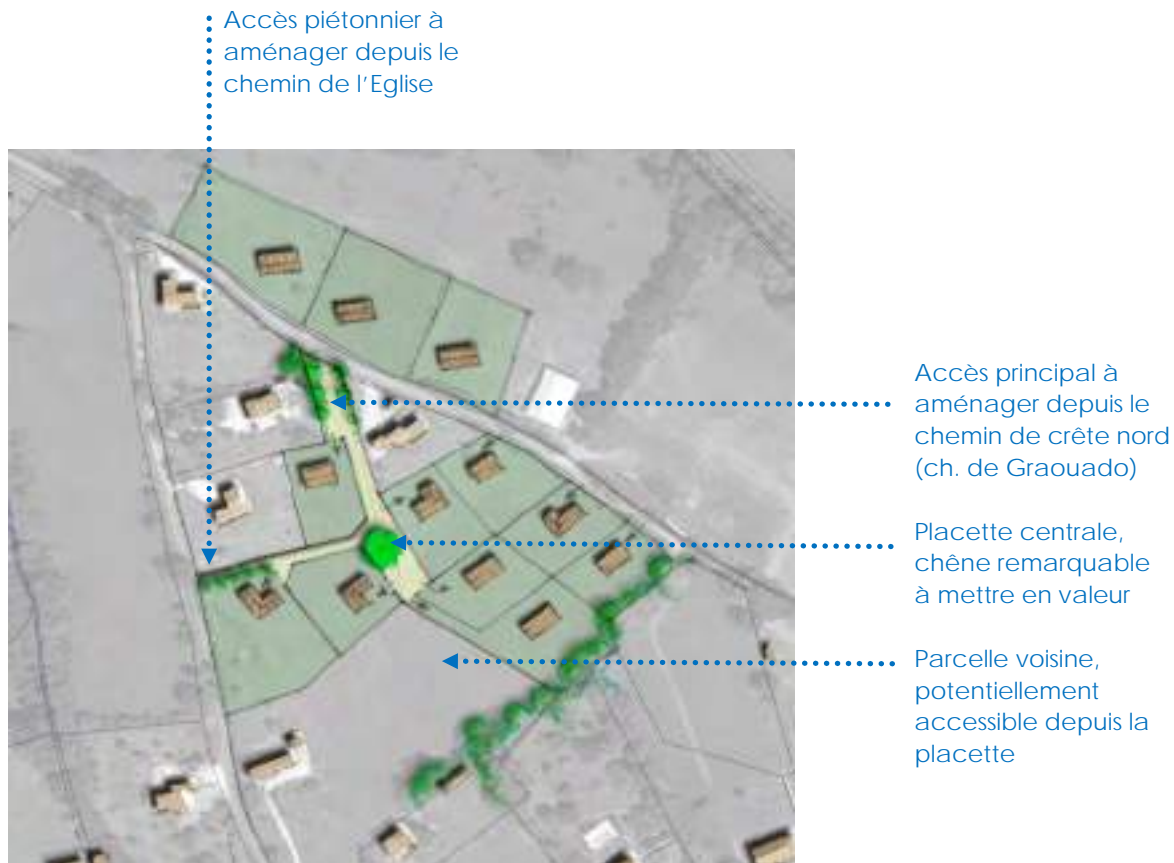 Accès piétonnier à
aménager depuis le
chemin de l'Eglise
Accès principal à
aménager depuis le
chemin de crête nord
(ch. de Graouado)
Placette centrale,
chêne remarquable
à mettre en valeur
Parcelle voisine,
potentiellement
accessible depuis la
placette